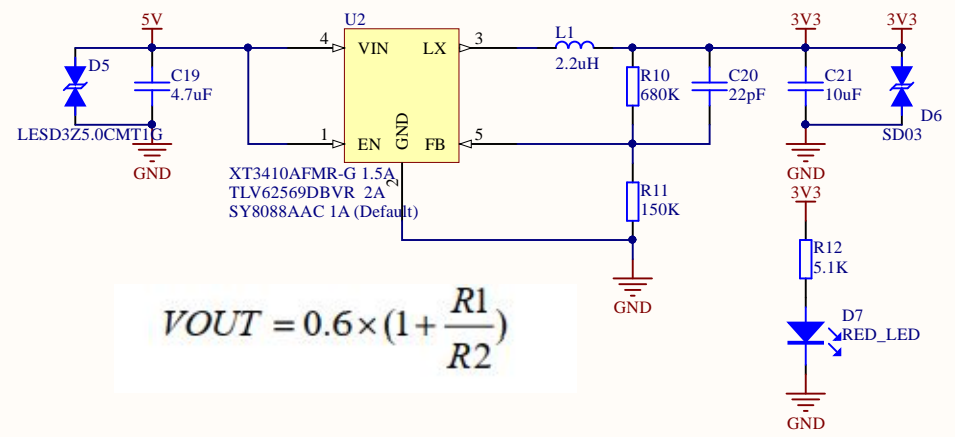 5V
U2
L1
3V3
3V3
4
VIN
LX
3
2.2uH
D5
C19
4.7uF
R10
680K
C20
22pF
C21
10uF
D6
SD03
LESD3Z5.0CMT1G
1
EN
GND
FB
5
GND
GND
XT3410AFMR-G 1.5A
2
TLV62569DBVR 2A
SY8088AAC 1A (Default)
R11
150K
3V3
R12
5.1K
GND
VOUT = 0.6×(1+R1/R2)
D7
RED_LED
GND